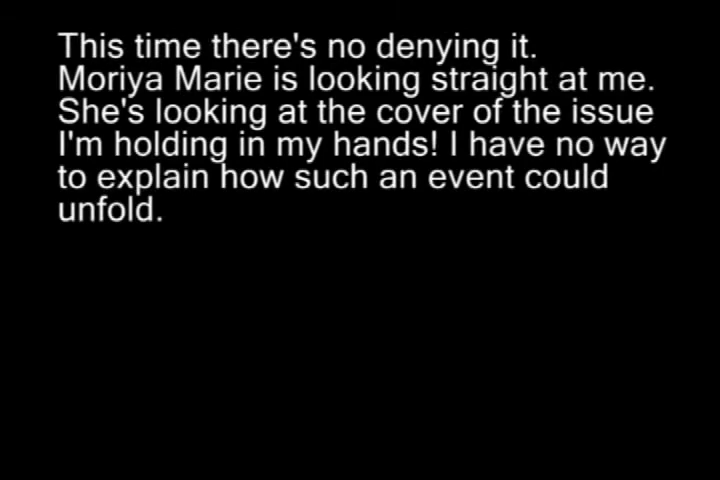 This time there's no denying it.
Moriya Marie is looking straight at me.
She's looking at the cover of the issue
I'm holding in my hands! I have no way
to explain how such an event could
unfold.